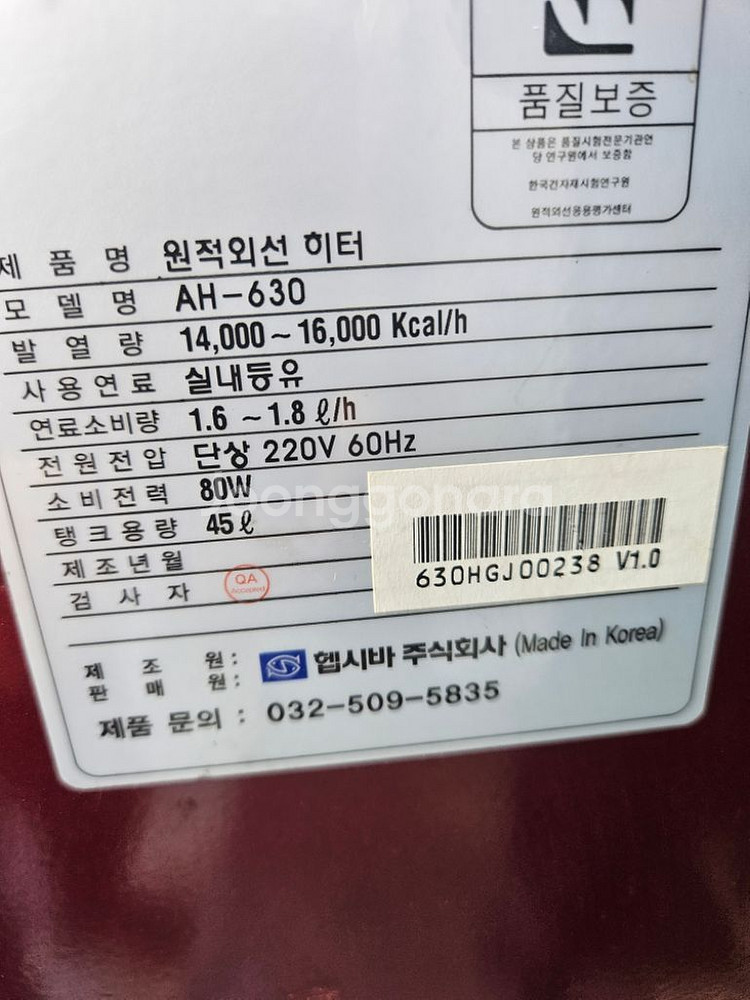 품질보증
본 상품은 품질시험전문기관연
당 연구원에서 보증함
한국건자재시험연구원
원적외선응용평가센터
제 품 명 원적외선 히터
모 델 명 AH-630
발 열 량 14,000 ~ 16,000 Kcal/h
사용연료 실내등유
연료소비량 1.6 ~ 1.8 ℓ/h
전원전압 단상 220V 60Hz
소비전력 80W
탱크용량 45ℓ
제조년월
검 사 자 QA Accepted
630HGJ00238 V1.0
제 조 원 :
판 매 원 :
헵시바 주식회사 (Made In Korea)
제품 문의 : 032-509-5835
joonggonara